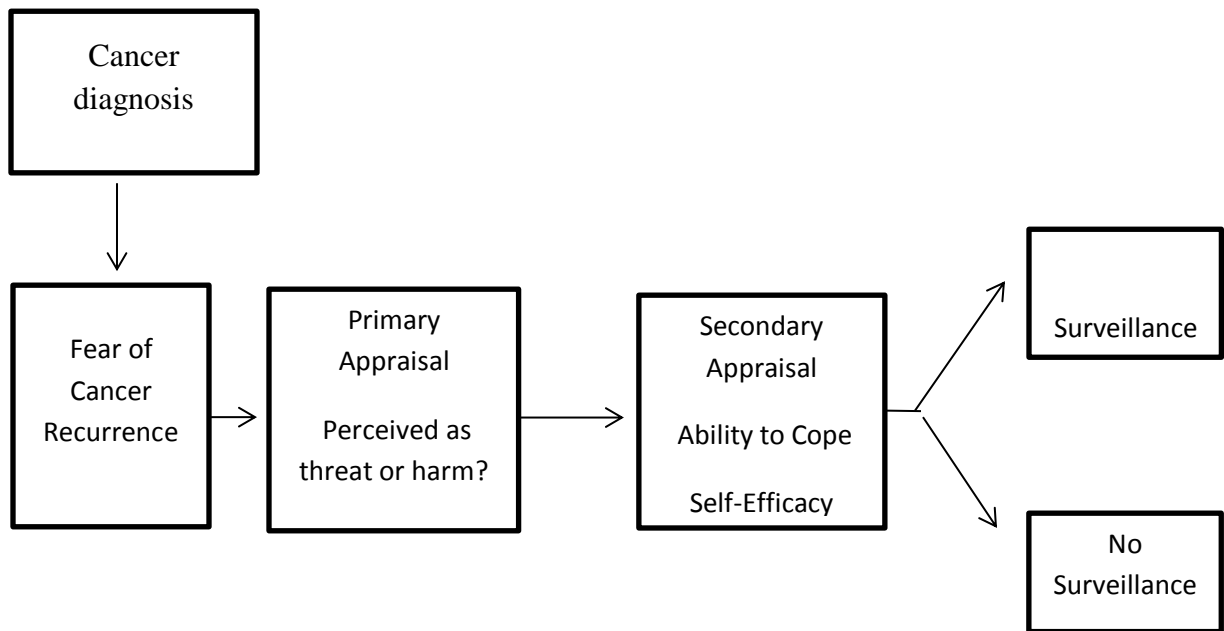 Cancer
diagnosis
Fear of
Cancer
Recurrence
Primary
Appraisal
Perceived as
threat or harm?
Secondary
Appraisal
Ability to Cope
Self-Efficacy
Surveillance
No
Surveillance